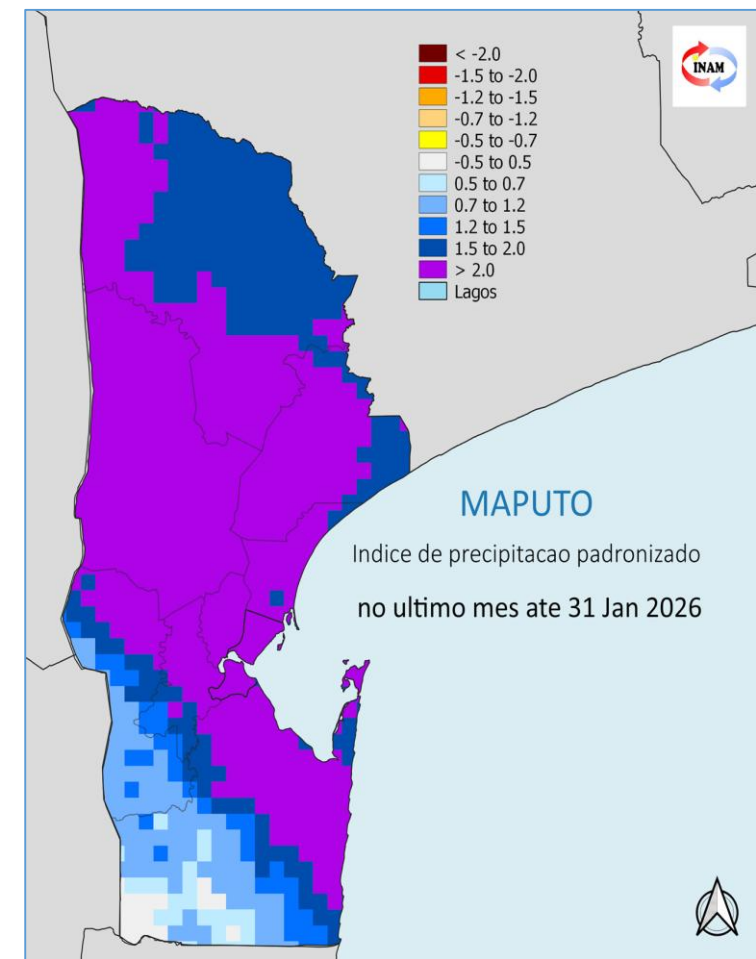 INAM
< -2.0
-1.5 to -2.0
-1.2 to -1.5
-0.7 to -1.2
-0.5 to -0.7
-0.5 to 0.5
0.5 to 0.7
0.7 to 1.2
1.2 to 1.5
1.5 to 2.0
> 2.0
Lagos
MAPUTO
Indice de precipitacao padronizado
no ultimo mes ate 31 Jan 2026